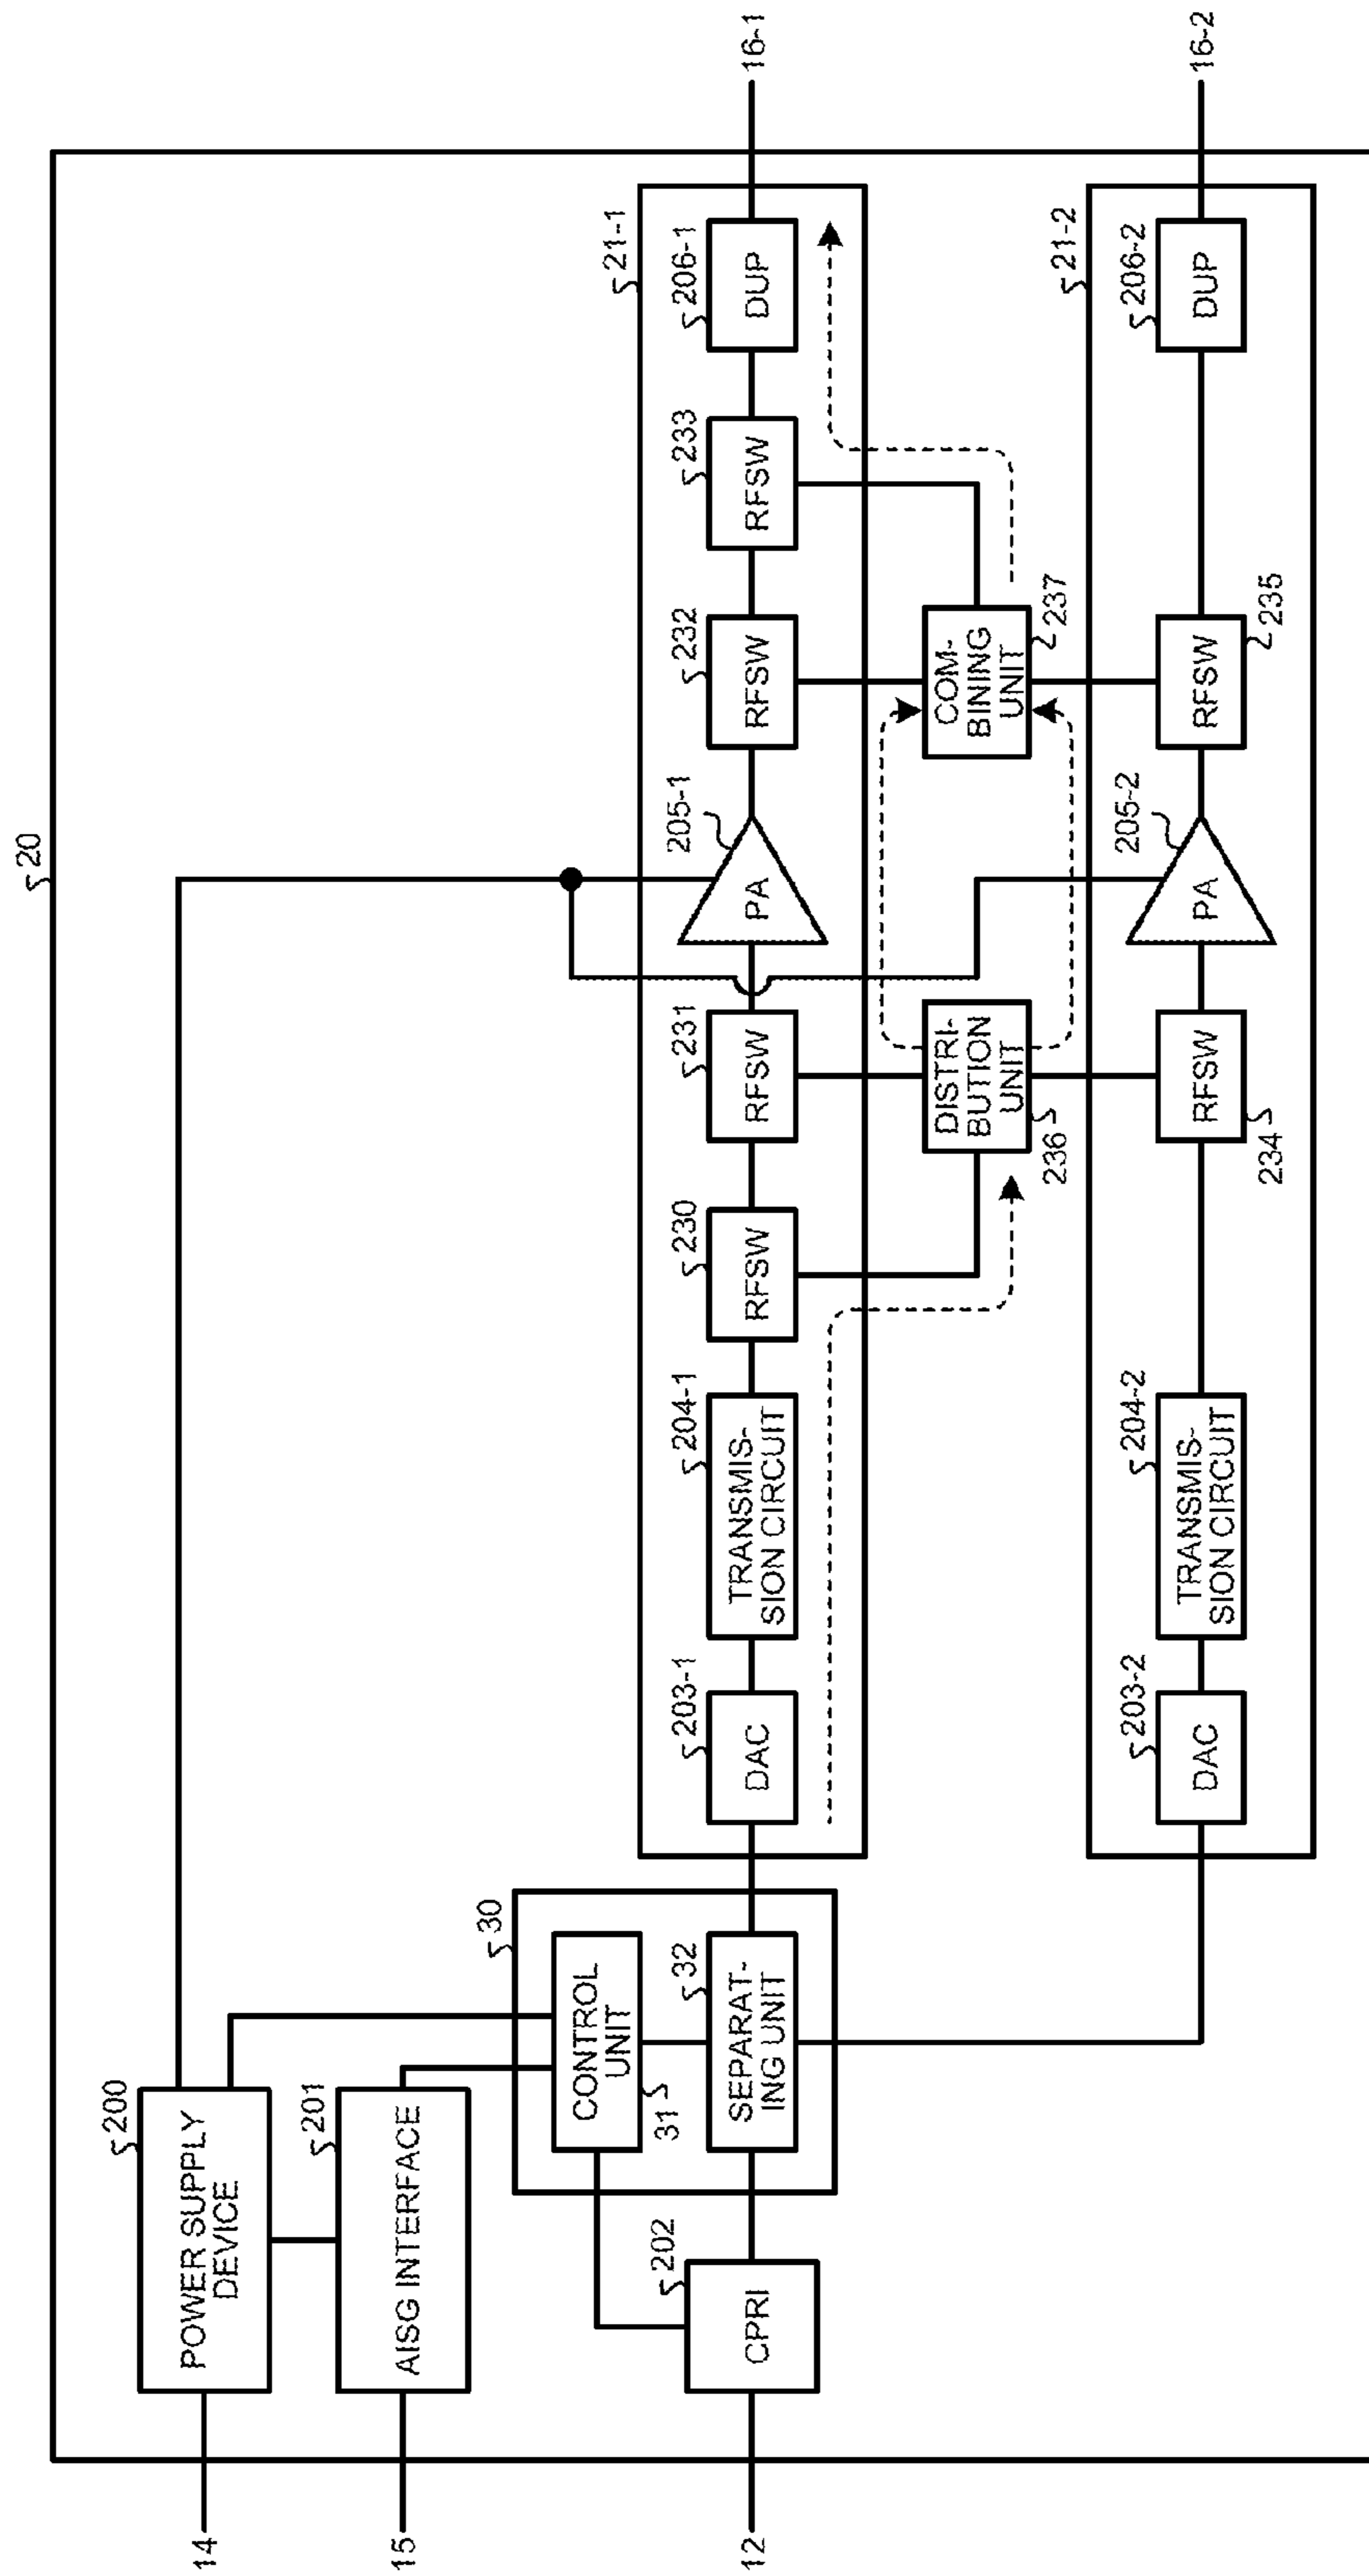 20
14
200
POWER SUPPLY
DEVICE
15
201
AISG INTERFACE
12
202
CPRI
30
CONTROL
UNIT
31
32
SEPARAT-
ING UNIT
21-1
203-1
DAC
204-1
TRANSMIS-
SION CIRCUIT
230
RFSW
231
RFSW
205-1
PA
232
RFSW
233
RFSW
206-1
DUP
16-1
DISTRI-
BUTION
UNIT
236
COM-
BINING
UNIT
237
21-2
203-2
DAC
204-2
TRANSMIS-
SION CIRCUIT
RFSW
234
205-2
PA
RFSW
235
206-2
DUP
16-2